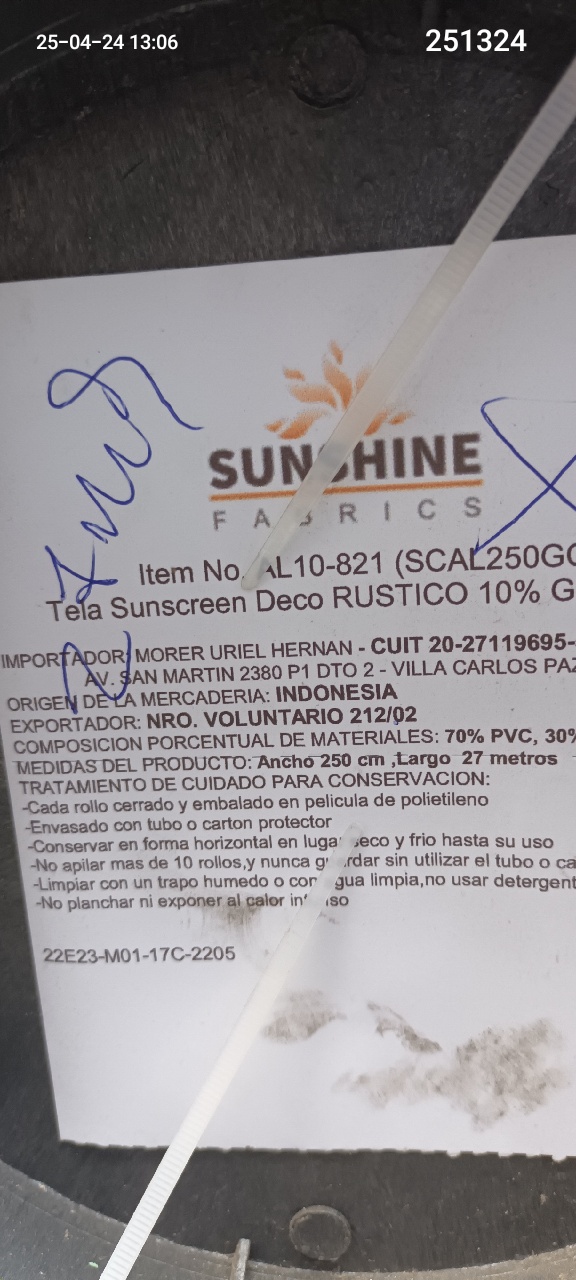 25-04-24 13:06
251324
SUNSHINE
FABRICS
Item No. AL10-821 (SCAL250GC
Tela Sunscreen Deco RUSTICO 10% G
IMPORTADOR: MORER URIEL HERNAN - CUIT 20-27119695-
AV. SAN MARTIN 2380 P1 DTO 2 - VILLA CARLOS PAZ
ORIGEN DE LA MERCADERIA: INDONESIA
EXPORTADOR: NRO. VOLUNTARIO 212/02
COMPOSICION PORCENTUAL DE MATERIALES: 70% PVC, 30%
MEDIDAS DEL PRODUCTO: Ancho 250 cm ,Largo 27 metros
TRATAMIENTO DE CUIDADO PARA CONSERVACION:
-Cada rollo cerrado y embalado en pelicula de polietileno
-Envasado con tubo o carton protector
-Conservar en forma horizontal en lugar seco y frio hasta su uso
-No apilar mas de 10 rollos,y nunca guardar sin utilizar el tubo o ca
-Limpiar con un trapo humedo o con agua limpia,no usar detergent
-No planchar ni exponer al calor intenso
22E23-M01-17C-2205